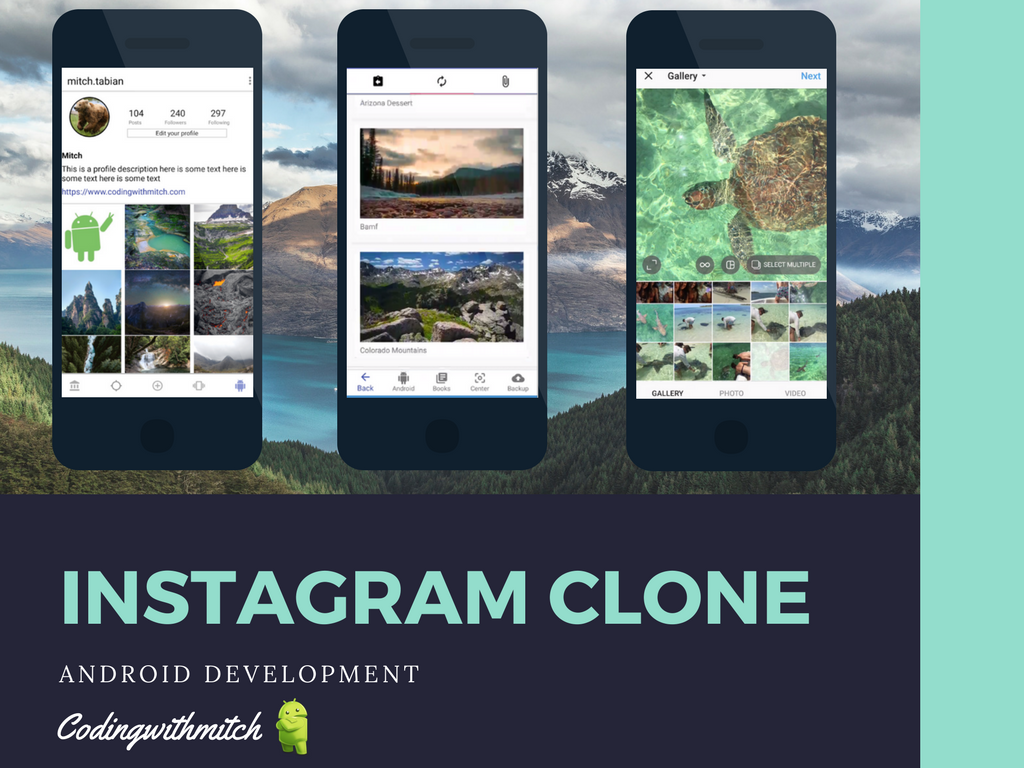 mitch.tabian
104 240 297
Posts Followers Following
Edit your profile
Mitch
This is a profile description here is some text here is
some text here is some text
https://www.codingwithmitch.com
Arizona Dessert
Bamf
Colorado Mountains
Back Android Books Center Backup
Gallery Next
SELECT MULTIPLE
GALLERY PHOTO VIDEO
INSTAGRAM CLONE
ANDROID DEVELOPMENT
Codingwithmitch